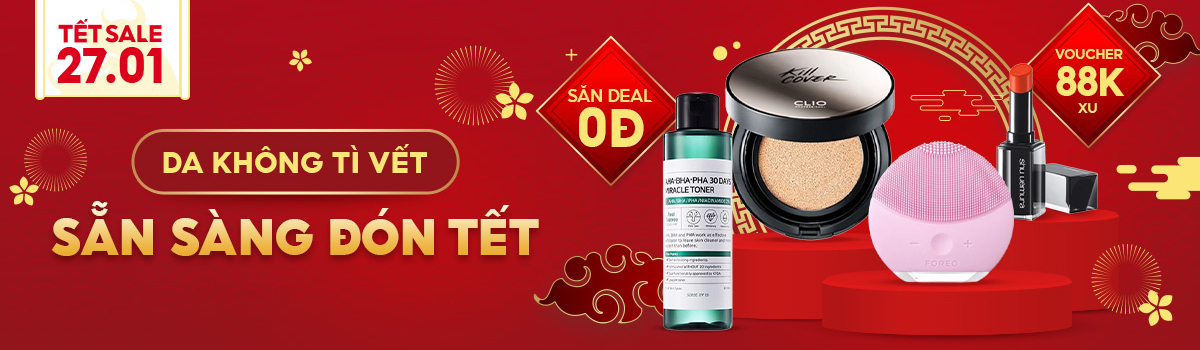 TẾT SALE
27.01
DA KHÔNG TÌ VẾT
SẴN SÀNG ĐÓN TẾT
SĂN DEAL
0Đ
VOUCHER
88K
XU
Kill
COVER
CLIO
AHA·BHA·PHA 30 DAYS
MIRACLE TONER
shu uemura
FOREO